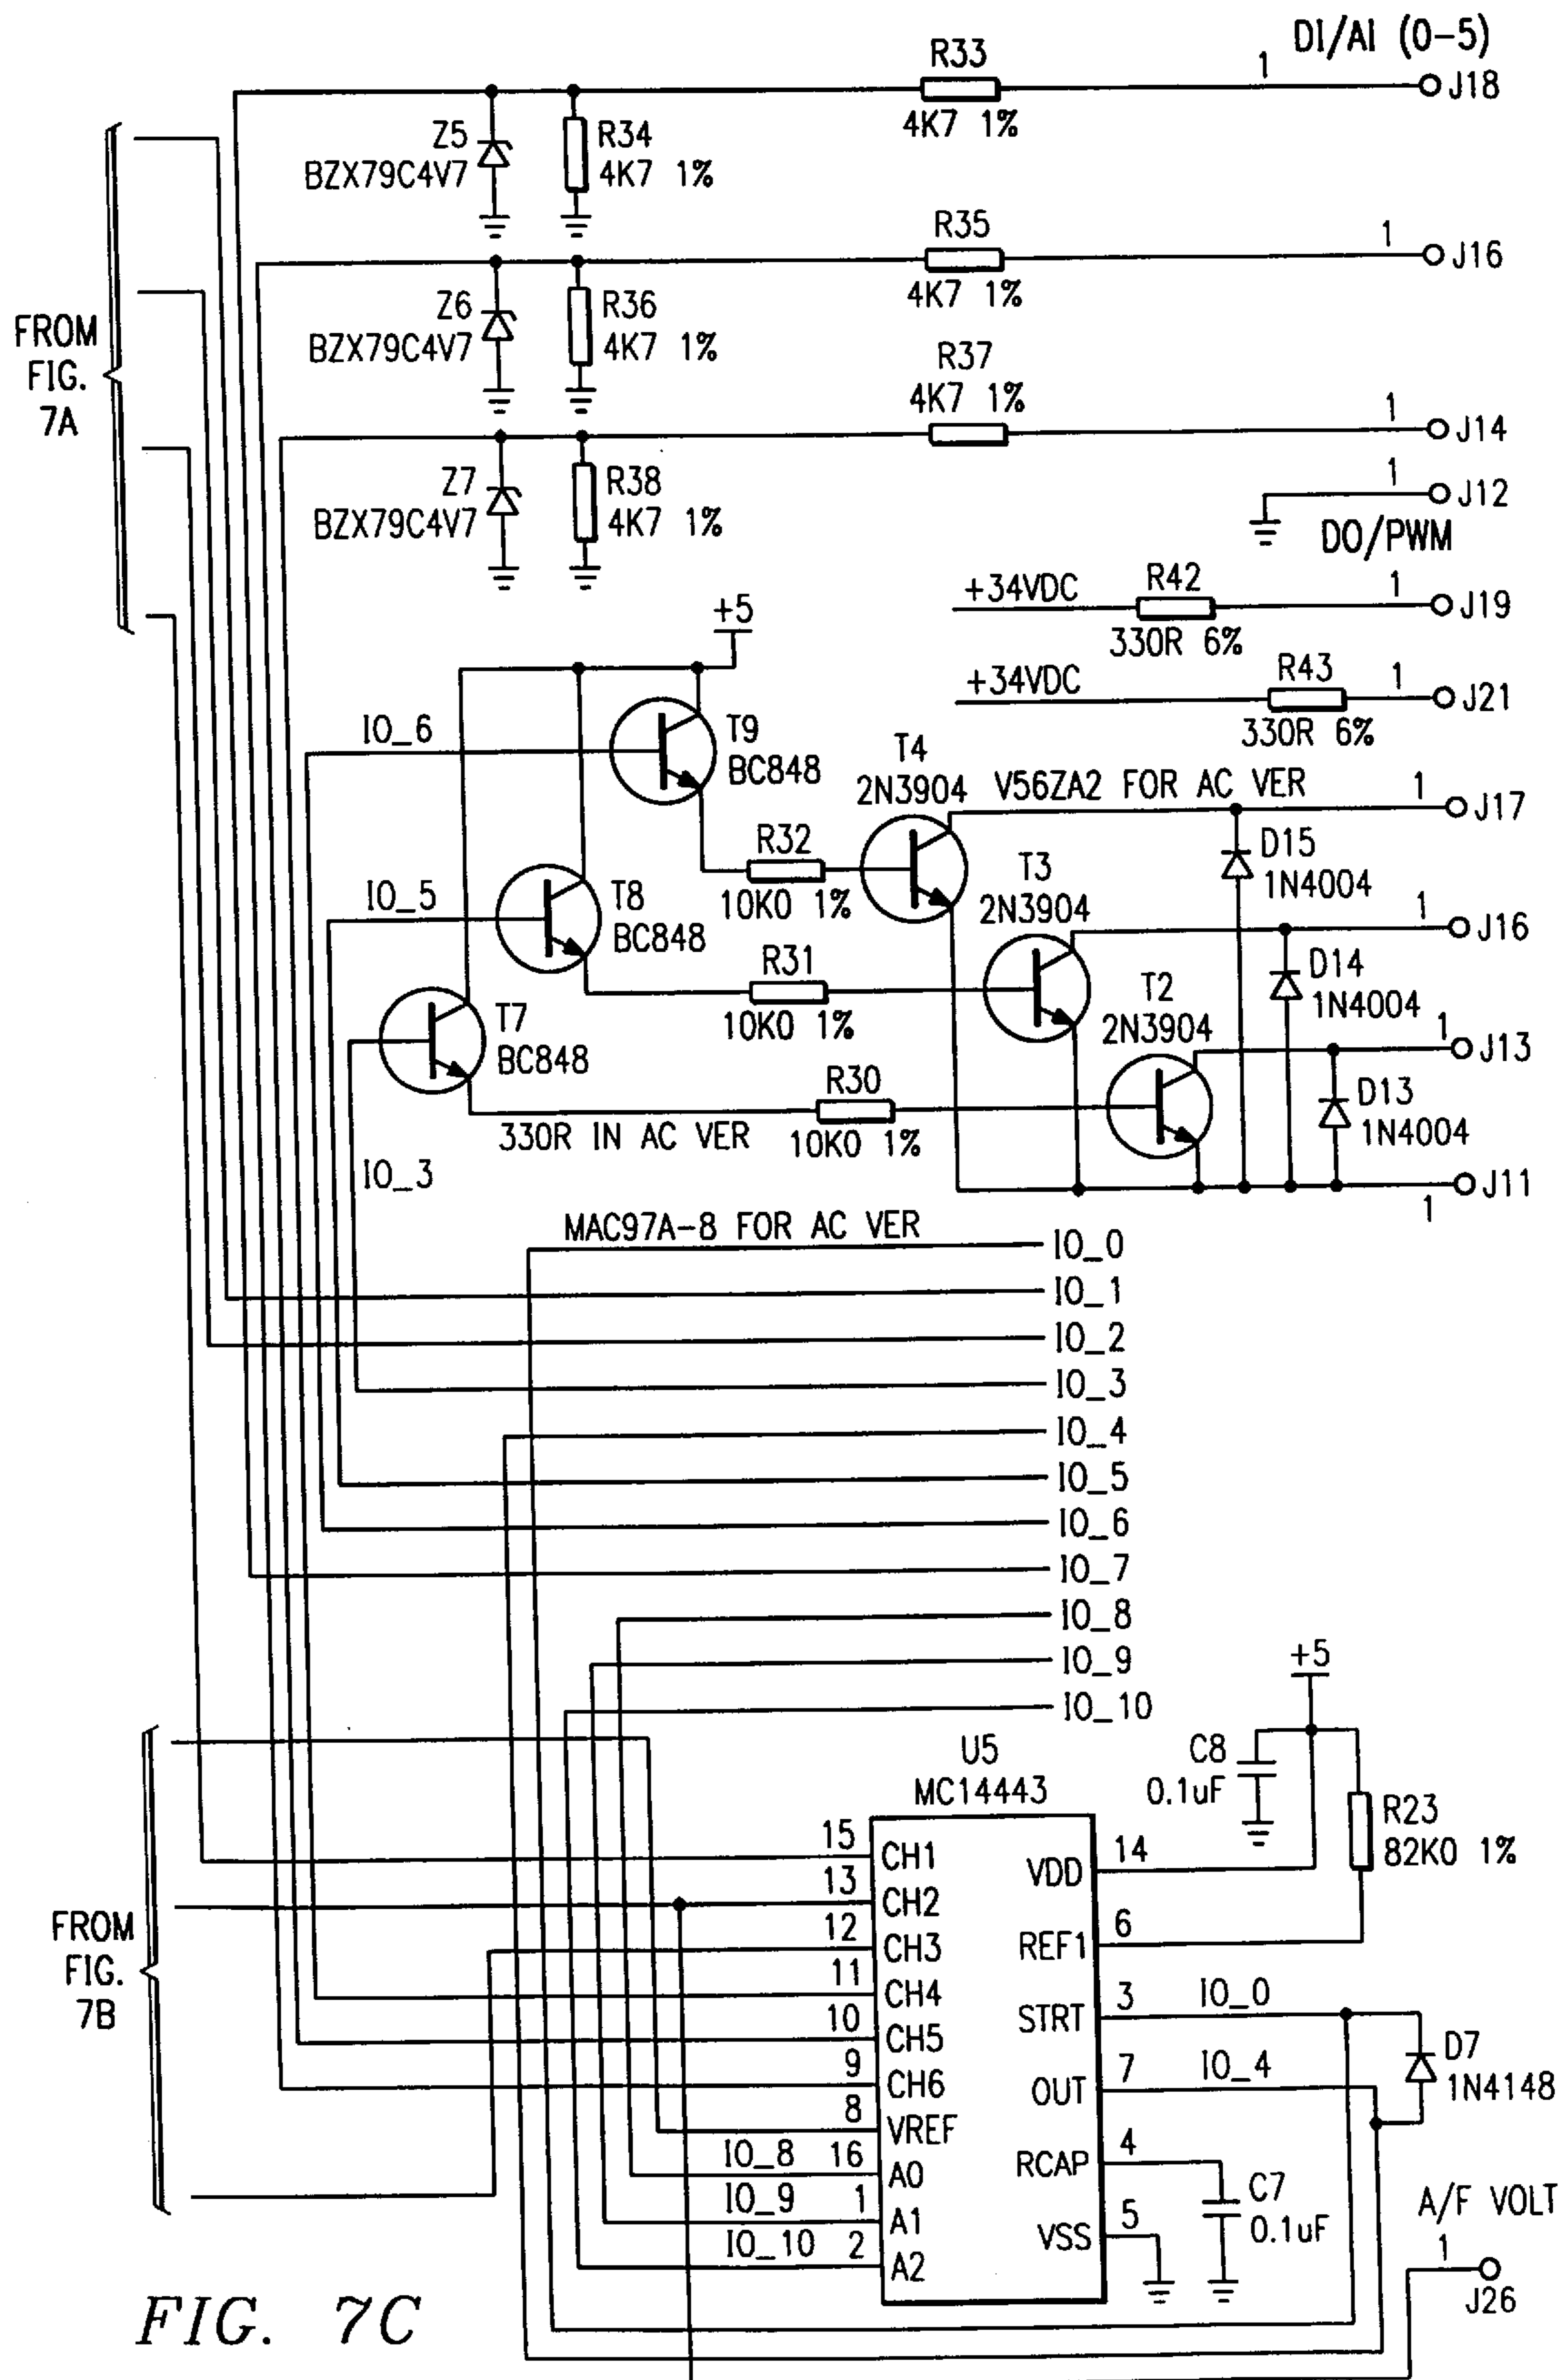 DI/AI (0-5)
R33
1
J18
4K7 1%
Z5
BZX79C4V7
R34
4K7 1%
R35
1
J16
4K7 1%
Z6
BZX79C4V7
R36
4K7 1%
FROM
FIG.
7A
R37
4K7 1%
1
J14
Z7
BZX79C4V7
R38
4K7 1%
1
J12
DO/PWM
+34VDC
R42
1
J19
330R 6%
+5
+34VDC
R43
1
J21
330R 6%
IO_6
T9
BC848
T4
2N3904
V56ZA2 FOR AC VER
1
J17
R32
10K0 1%
D15
1N4004
T3
2N3904
IO_5
T8
BC848
1
J16
R31
10K0 1%
D14
1N4004
T2
2N3904
T7
BC848
1
J13
R30
10K0 1%
D13
1N4004
330R IN AC VER
IO_3
J11
1
MAC97A-8 FOR AC VER
IO_0
IO_1
IO_2
IO_3
IO_4
IO_5
IO_6
IO_7
IO_8
IO_9
IO_10
+5
U5
MC14443
C8
0.1uF
R23
82K0 1%
15
CH1
13
CH2
12
CH3
11
CH4
10
CH5
9
CH6
8
VREF
IO_8
16
A0
IO_9
1
A1
IO_10
2
A2
VDD
14
REF1
6
STRT
3
IO_0
OUT
7
IO_4
RCAP
4
VSS
5
D7
1N4148
C7
0.1uF
FROM
FIG.
7B
A/F VOLT
1
J26
FIG. 7C